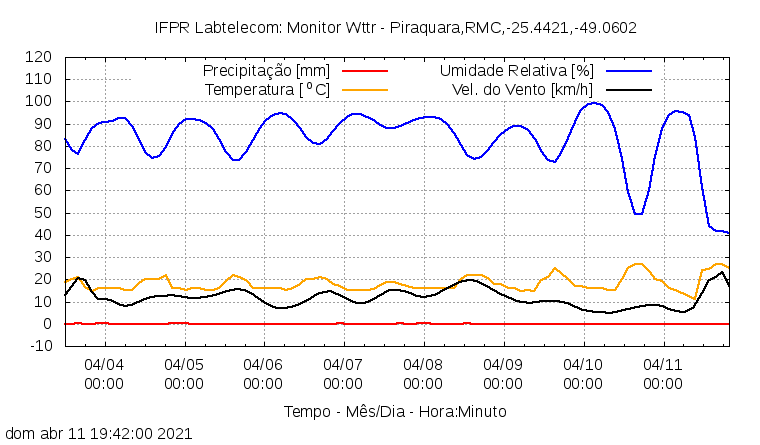 IFPR Labtelecom: Monitor Wttr - Piraquara,RMC,-25.4421,-49.0602
Precipitação [mm]
Temperatura [⁰C]
Umidade Relativa [%]
Vel. do Vento [km/h]
120
110
100
90
80
70
60
50
40
30
20
10
0
-10
04/04 04/05 04/06 04/07 04/08 04/09 04/10 04/11
00:00 00:00 00:00 00:00 00:00 00:00 00:00 00:00
Tempo - Mês/Dia - Hora:Minuto
dom abr 11 19:42:00 2021